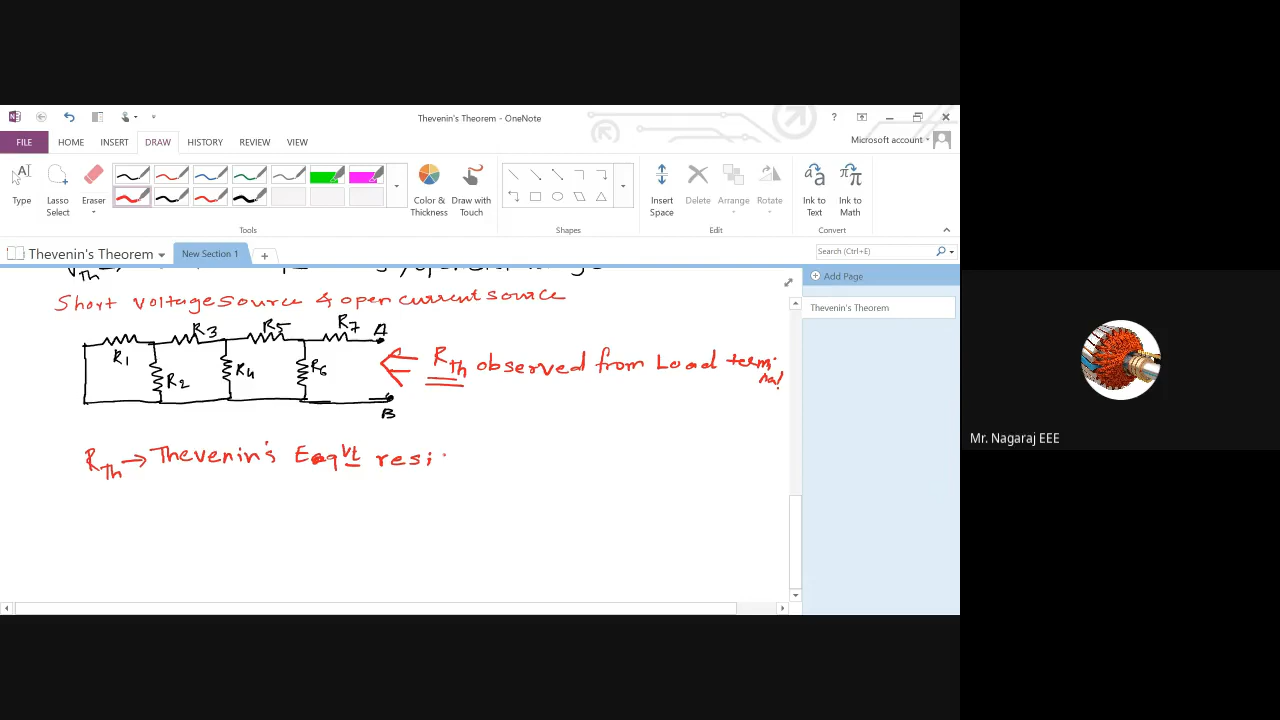 Thevenin's Theorem - OneNote
?
FILE HOME INSERT DRAW HISTORY REVIEW VIEW
Microsoft account
Type
Lasso Select
Eraser
Color & Thickness
Draw with Touch
Insert Space
Delete
Arrange
Rotate
Ink to Text
Ink to Math
Tools
Shapes
Edit
Convert
Thevenin's Theorem
New Section 1
Search (Ctrl+E)
Add Page
Thevenin's Theorem
Short voltage source & open current source
R1
R3
R5
R7
A
R2
R4
R6
B
RTh observed from Load terminal
RTh → Thevenin's Eqvt resi
Mr. Nagaraj EEE